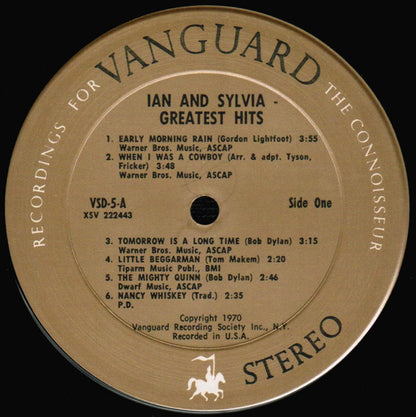 RECORDINGS FOR VANGUARD THE CONNOISSEUR
IAN AND SYLVIA -
GREATEST HITS
1. EARLY MORNING RAIN (Gordon Lightfoot) 3:55
Warner Bros. Music, ASCAP
2. WHEN I WAS A COWBOY (Arr. & adpt. Tyson,
Fricker) 3:48
Warner Bros. Music, ASCAP
VSD-5-A
Side One
XSV 222443
3. TOMORROW IS A LONG TIME (Bob Dylan) 3:15
Warner Bros. Music, ASCAP
4. LITTLE BEGGARMAN (Tom Makem) 2:20
Tiparm Music Publ., BMI
5. THE MIGHTY QUINN (Bob Dylan) 2:46
Dwarf Music, ASCAP
6. NANCY WHISKEY (Trad.) 2:35
P.D.
Copyright 1970
Vanguard Recording Society Inc., N.Y.
Recorded in U.S.A.
STEREO